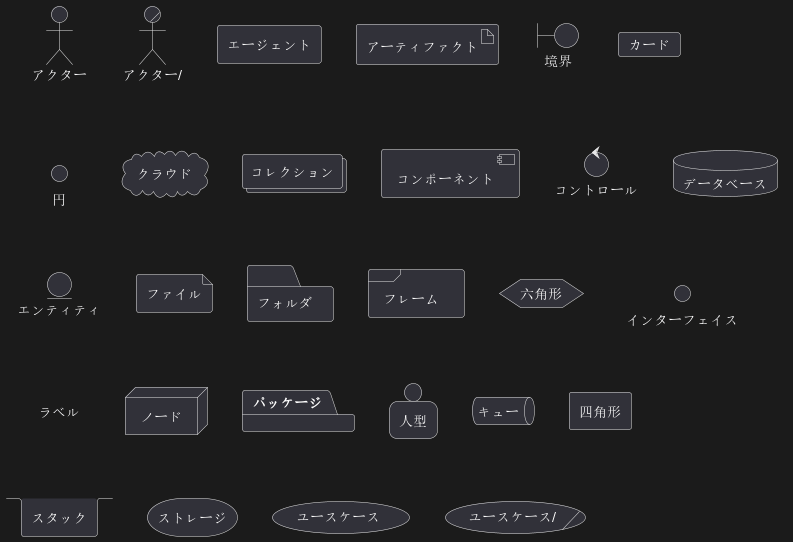 アクター
アクター/
エージェント
アーティファクト
境界
カード
円
クラウド
コレクション
コンポーネント
コントロール
データベース
エンティティ
ファイル
フォルダ
フレーム
六角形
インターフェイス
ラベル
ノード
パッケージ
人型
キュー
四角形
スタック
ストレージ
ユースケース
ユースケース/